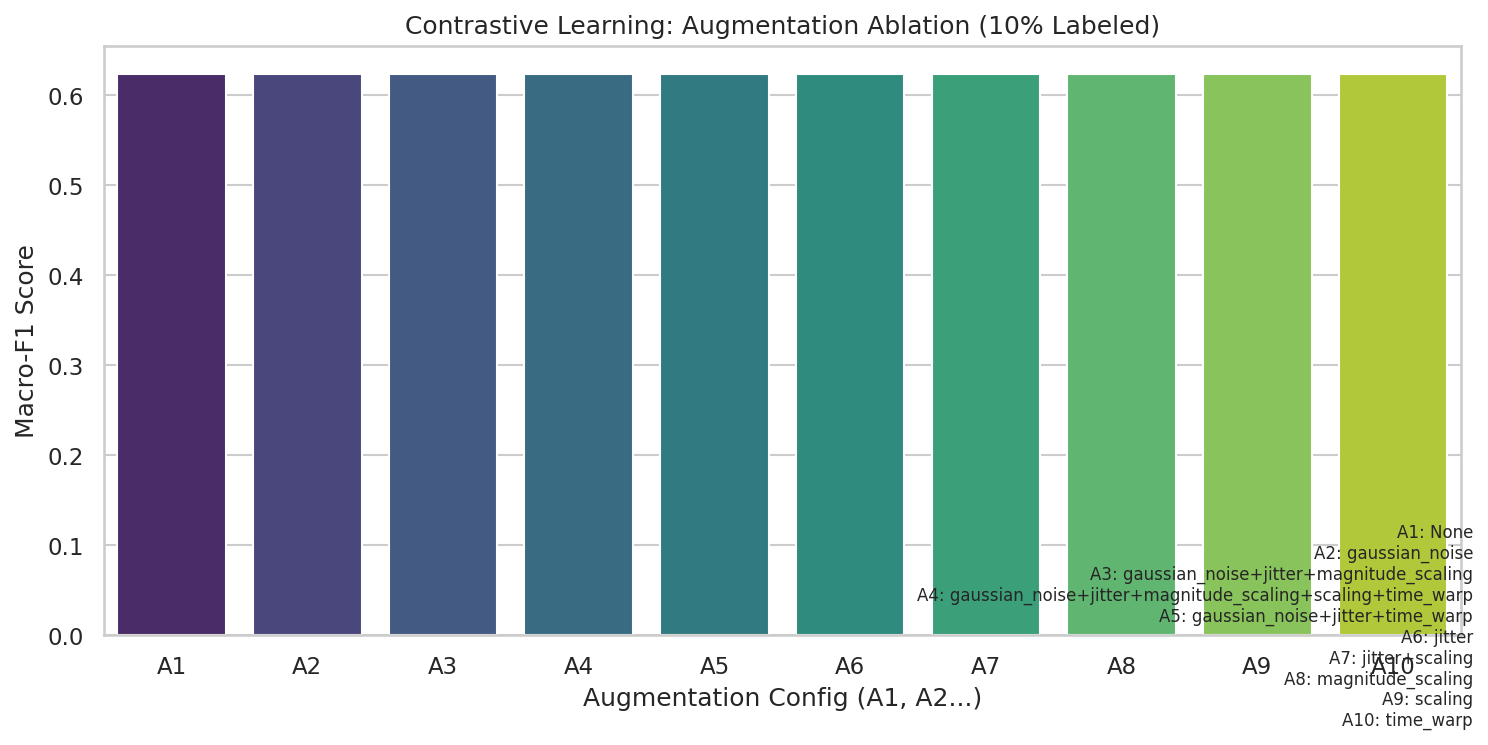 Contrastive Learning: Augmentation Ablation (10% Labeled)
Macro-F1 Score
0.6
0.5
0.4
0.3
0.2
0.1
0.0
A1 A2 A3 A4 A5 A6 A7 A8 A9 A10
Augmentation Config (A1, A2...)
A1: None
A2: gaussian_noise
A3: gaussian_noise+jitter+magnitude_scaling
A4: gaussian_noise+jitter+magnitude_scaling+scaling+time_warp
A5: gaussian_noise+jitter+time_warp
A6: jitter
A7: jitter+scaling
A8: magnitude_scaling
A9: scaling
A10: time_warp